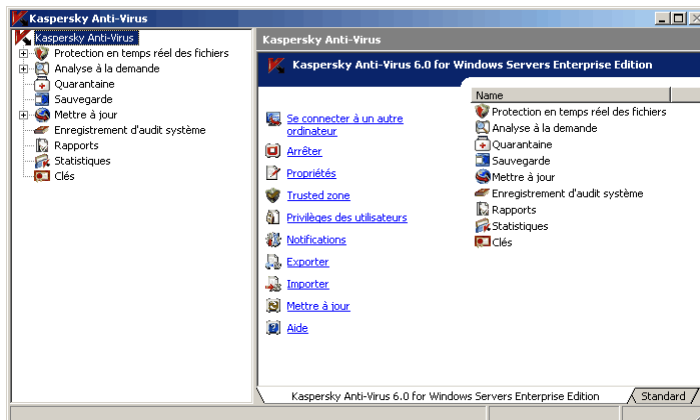 Kaspersky Anti-Virus
Kaspersky Anti-Virus
Protection en temps réel des fichiers
Analyse à la demande
Quarantaine
Sauvegarde
Mettre à jour
Enregistrement d'audit système
Rapports
Statistiques
Clés
Kaspersky Anti-Virus
Kaspersky Anti-Virus 6.0 for Windows Servers Enterprise Edition
Se connecter à un autre
ordinateur
Arrêter
Propriétés
Trusted zone
Privilèges des utilisateurs
Notifications
Exporter
Importer
Mettre à jour
Aide
Name
Protection en temps réel des fichiers
Analyse à la demande
Quarantaine
Sauvegarde
Mettre à jour
Enregistrement d'audit système
Rapports
Statistiques
Clés
Kaspersky Anti-Virus 6.0 for Windows Servers Enterprise Edition
Standard